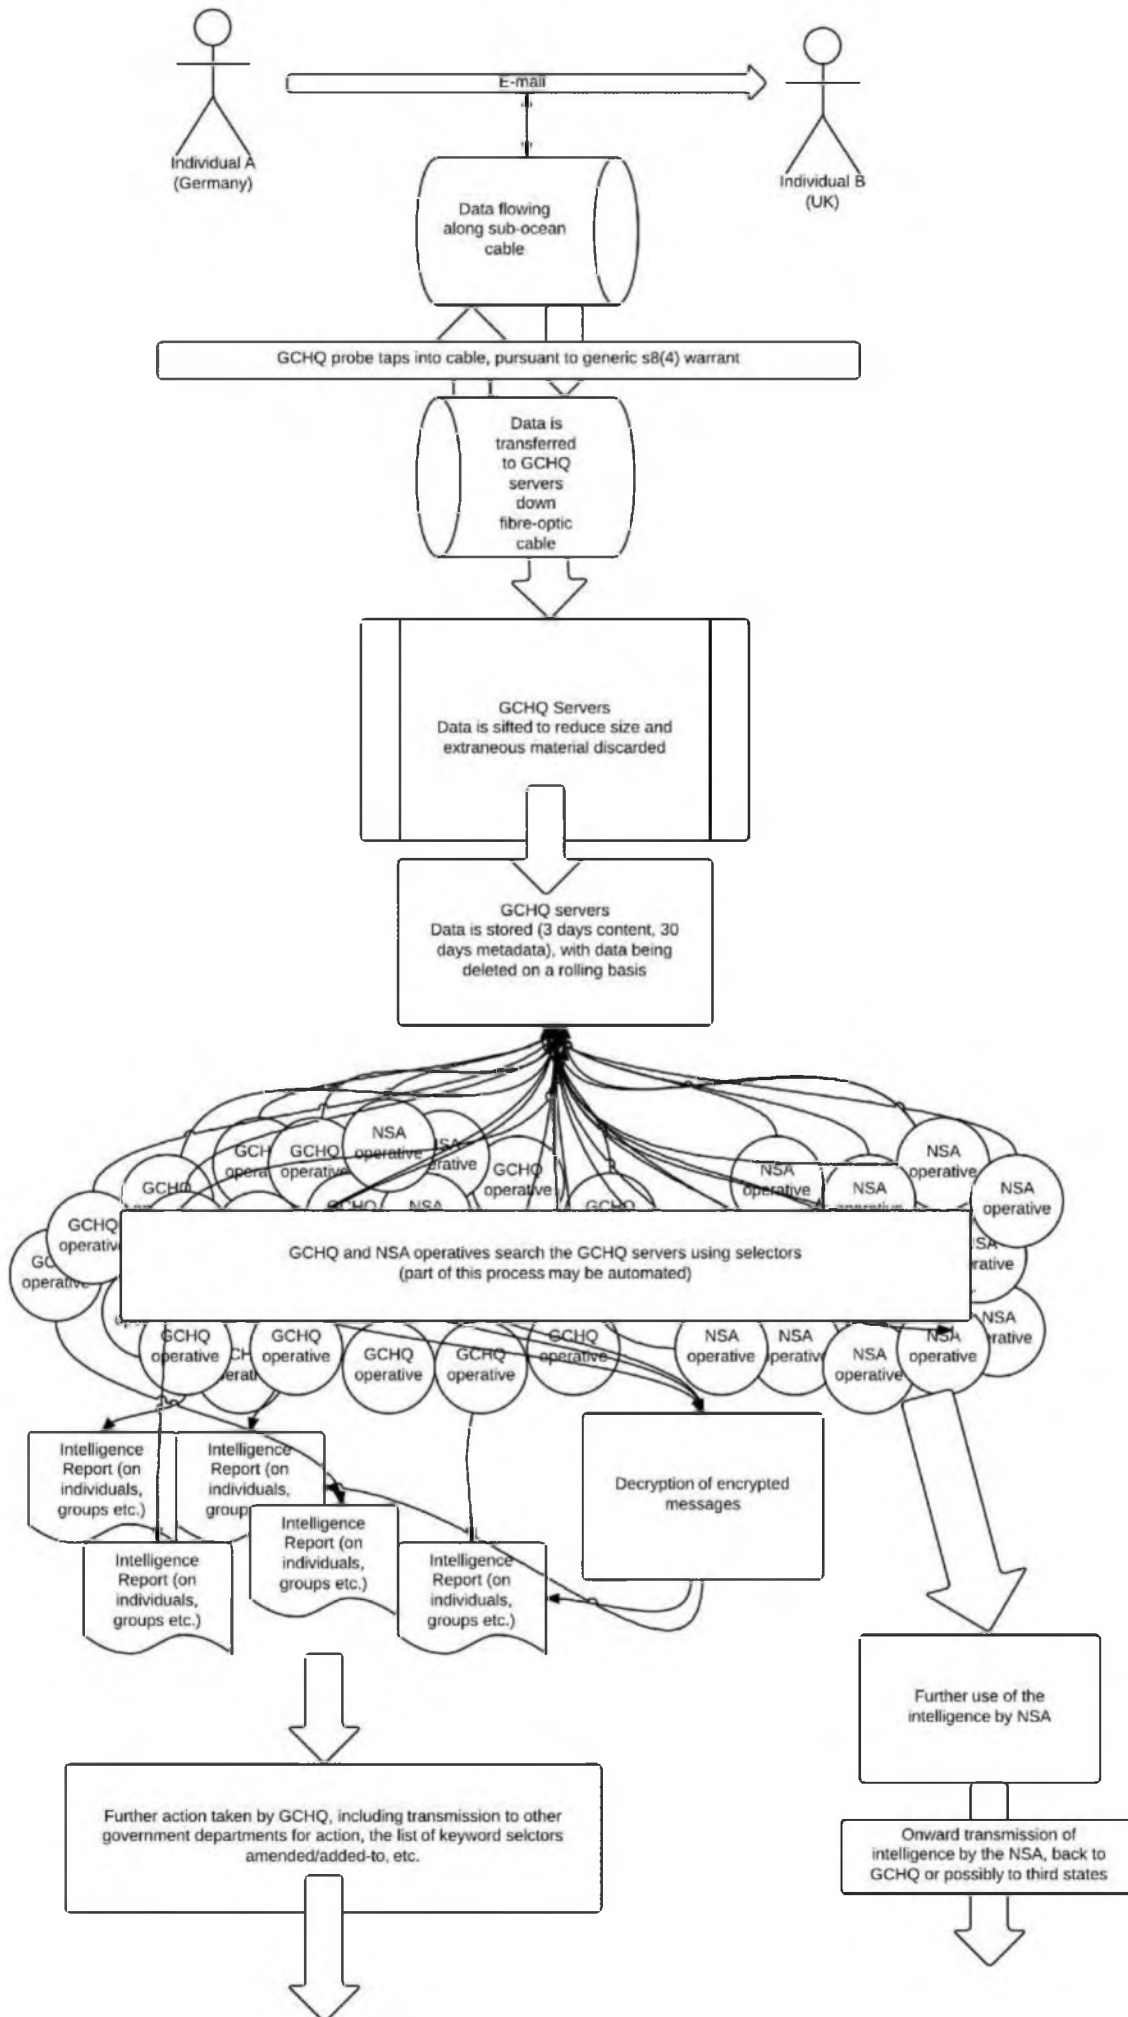 E-mail
Individual A
(Germany)
Individual B
(UK)
Data flowing
along sub-ocean
cable
GCHQ probe taps into cable, pursuant to generic s8(4) warrant
Data is
transferred
to GCHQ
servers
down
fibre-optic
cable
GCHQ Servers
Data is sifted to reduce size and
extraneous material discarded
GCHQ servers
Data is stored (3 days content, 30
days metadata), with data being
deleted on a rolling basis
GCHQ
operative
NSA
operative
GCHQ
operative
NSA
operative
NSA
operative
NSA
NSA
operative
GCHQ
GCHQ
NSA
GCHQ
GCHQ
operative
operative
GCHQ and NSA operatives search the GCHQ servers using selectors
(part of this process may be automated)
GCHQ
operative
GCHQ
operative
GCHQ
operative
GCHQ
operative
GCHQ
operative
NSA
operative
NSA
NSA
operative
NSA
operative
NSA
Intelligence
Report (on
individuals,
groups etc.)
Intelligence
Report (on
individuals,
Intelligence
Report (on
individuals,
groups etc.)
Intelligence
Report (on
individuals,
groups etc.)
Intelligence
Report (on
individuals,
groups etc.)
Decryption of encrypted
messages
Further use of the
intelligence by NSA
Further action taken by GCHQ, including transmission to other
government departments for action, the list of keyword selctors
amended/added-to, etc.
Onward transmission of
intelligence by the NSA, back to
GCHQ or possibly to third states